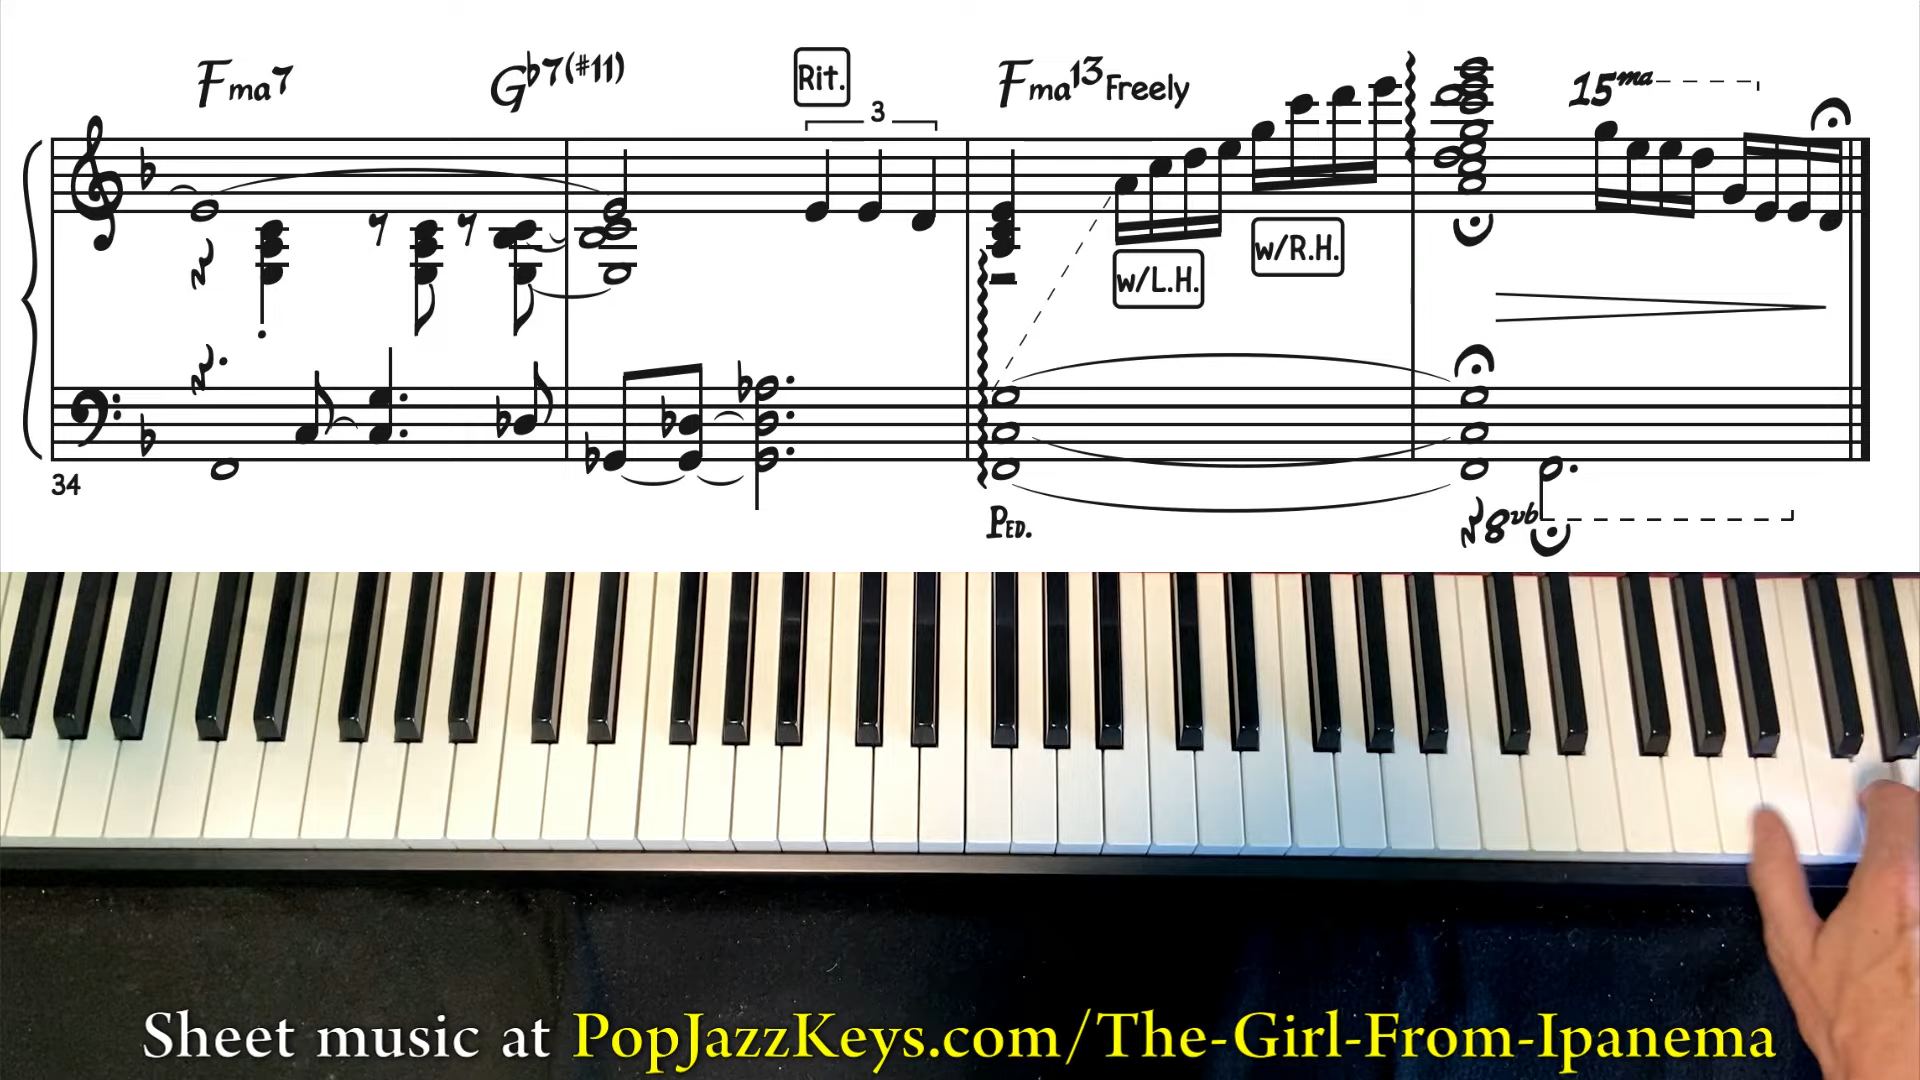 Fma7 Gb7(#11) Rit. 3 Fma13 Freely 15ma
w/L.H. w/R.H.
34
PED. 8vb
Sheet music at PopJazzKeys.com/The-Girl-From-Ipanema